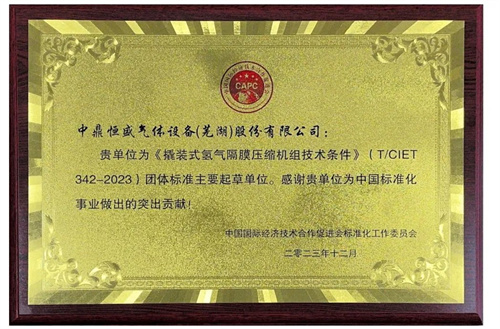 CAPC
中鼎恒盛气体设备(芜湖)股份有限公司：
贵单位为《撬装式氢气隔膜压缩机组技术条件》（T/CIET
342-2023）团体标准主要起草单位。感谢贵单位为中国标准化
事业做出的突出贡献！
中国国际经济技术合作促进会标准化工作委员会
二零二三年十二月